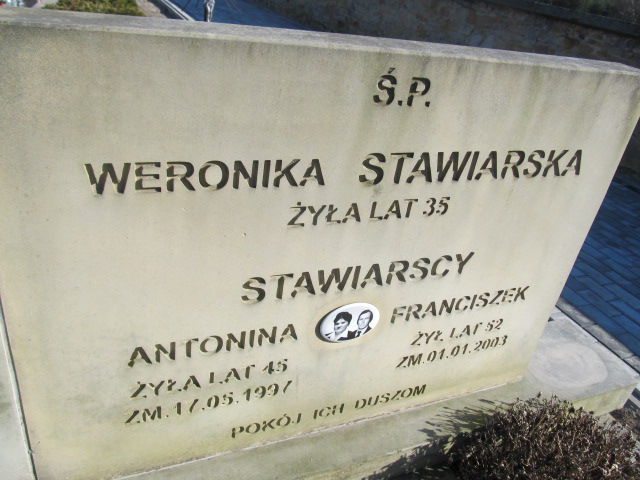 Ś.P.
WERONIKA STAWIARSKA
ŻYŁA LAT 35
STAWIARSCY
ANTONINA
ŻYŁA LAT 45
ZM.17.05.1997
FRANCISZEK
ŻYŁ LAT 52
ZM.01.01.2003
POKÓJ ICH DUSZOM